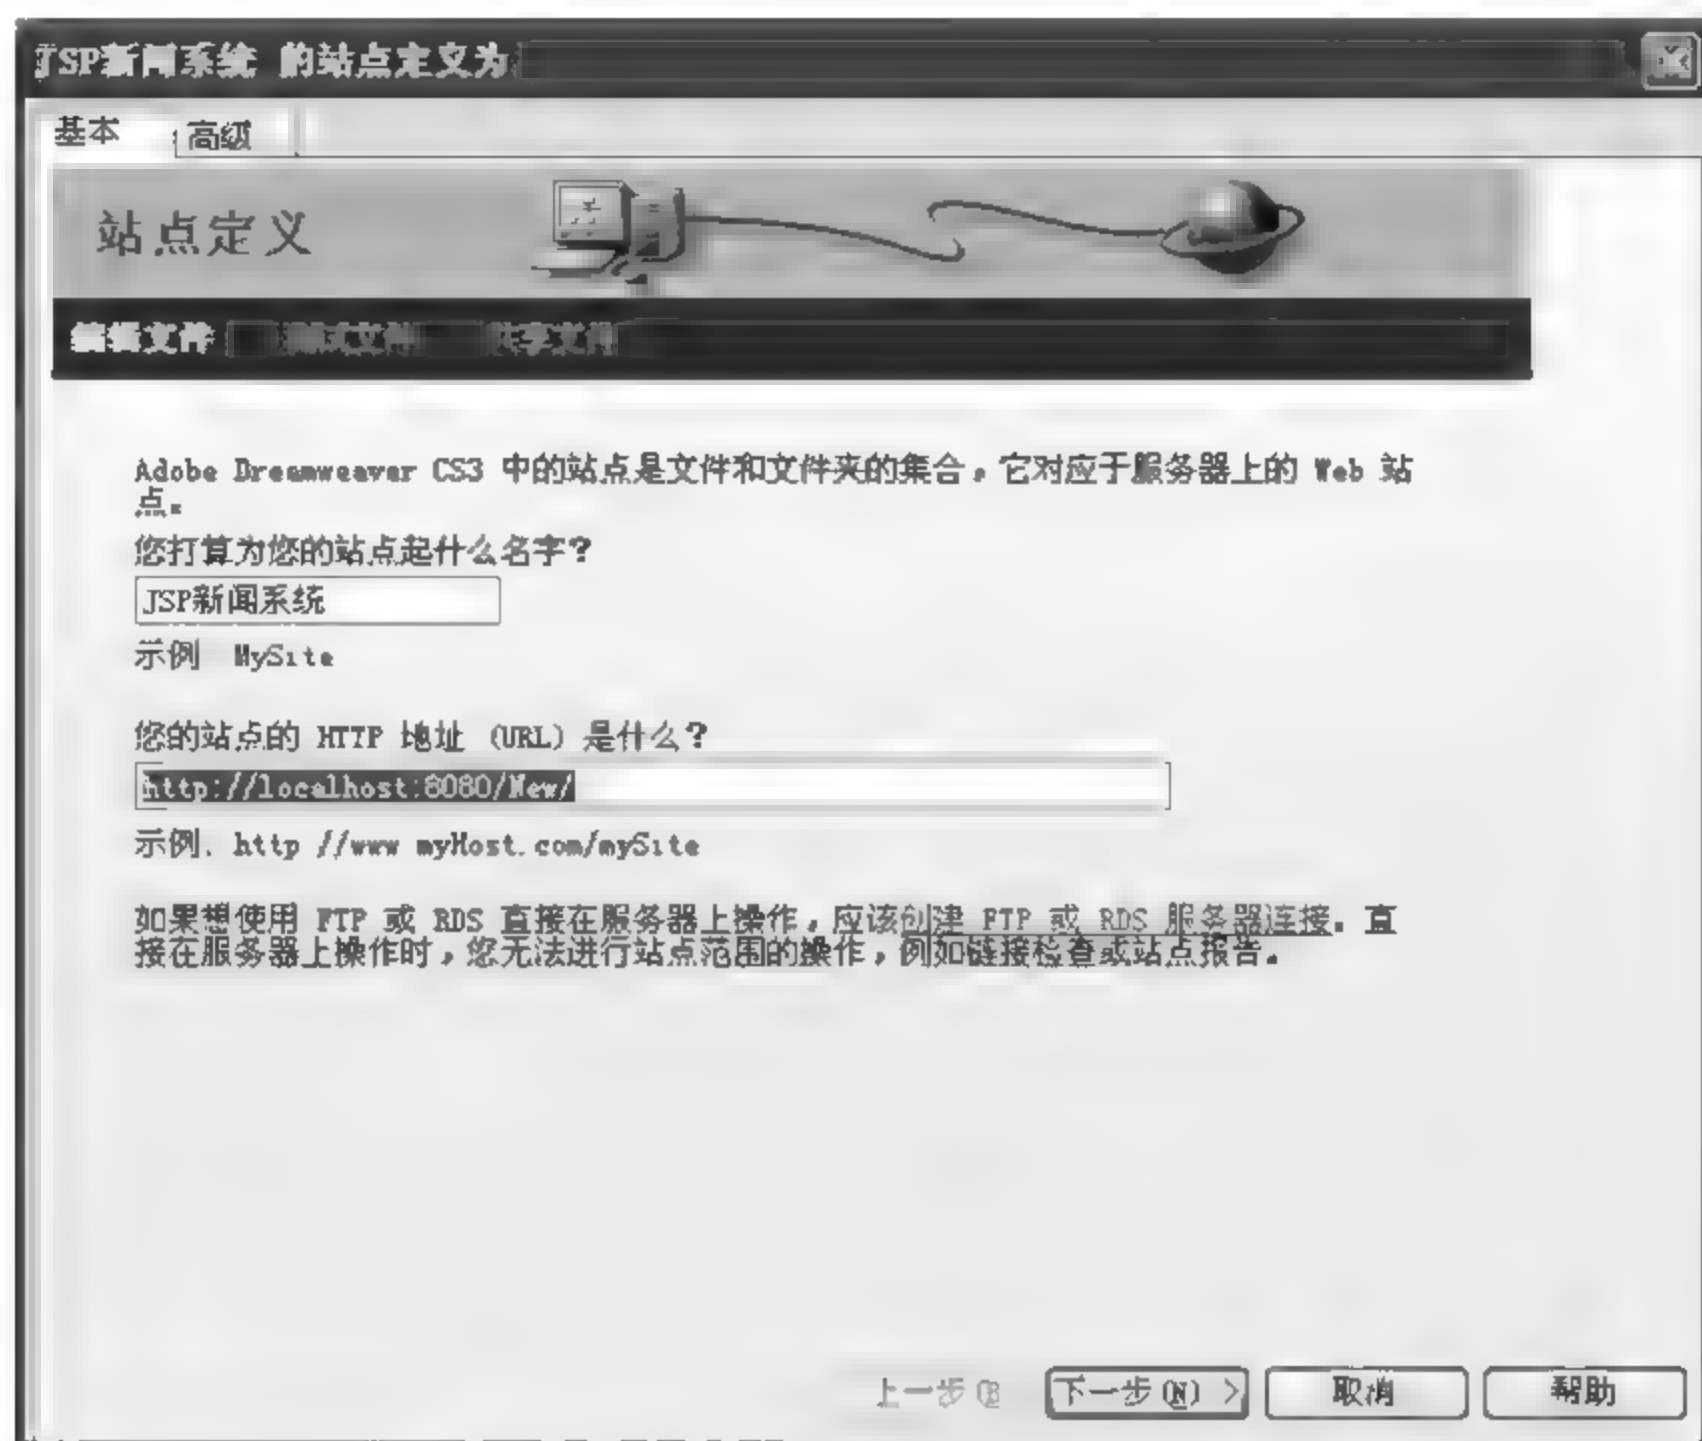 JSP新闻系统 的站点定义为
基本 高级
站点定义
编辑文件 测试文件 共享文件
Adobe Dreamweaver CS3 中的站点是文件和文件夹的集合，它对应于服务器上的 Web 站
点。
您打算为您的站点起什么名字？
JSP新闻系统
示例 MySite
您的站点的 HTTP 地址 (URL) 是什么？
http://localhost:8080/New/
示例. http //www myHost.com/mySite
如果想使用 FTP 或 RDS 直接在服务器上操作，应该创建 FTP 或 RDS 服务器连接。直
接在服务器上操作时，您无法进行站点范围的操作，例如链接检查或站点报告。
上一步(B 下一步(N) > 取消 帮助